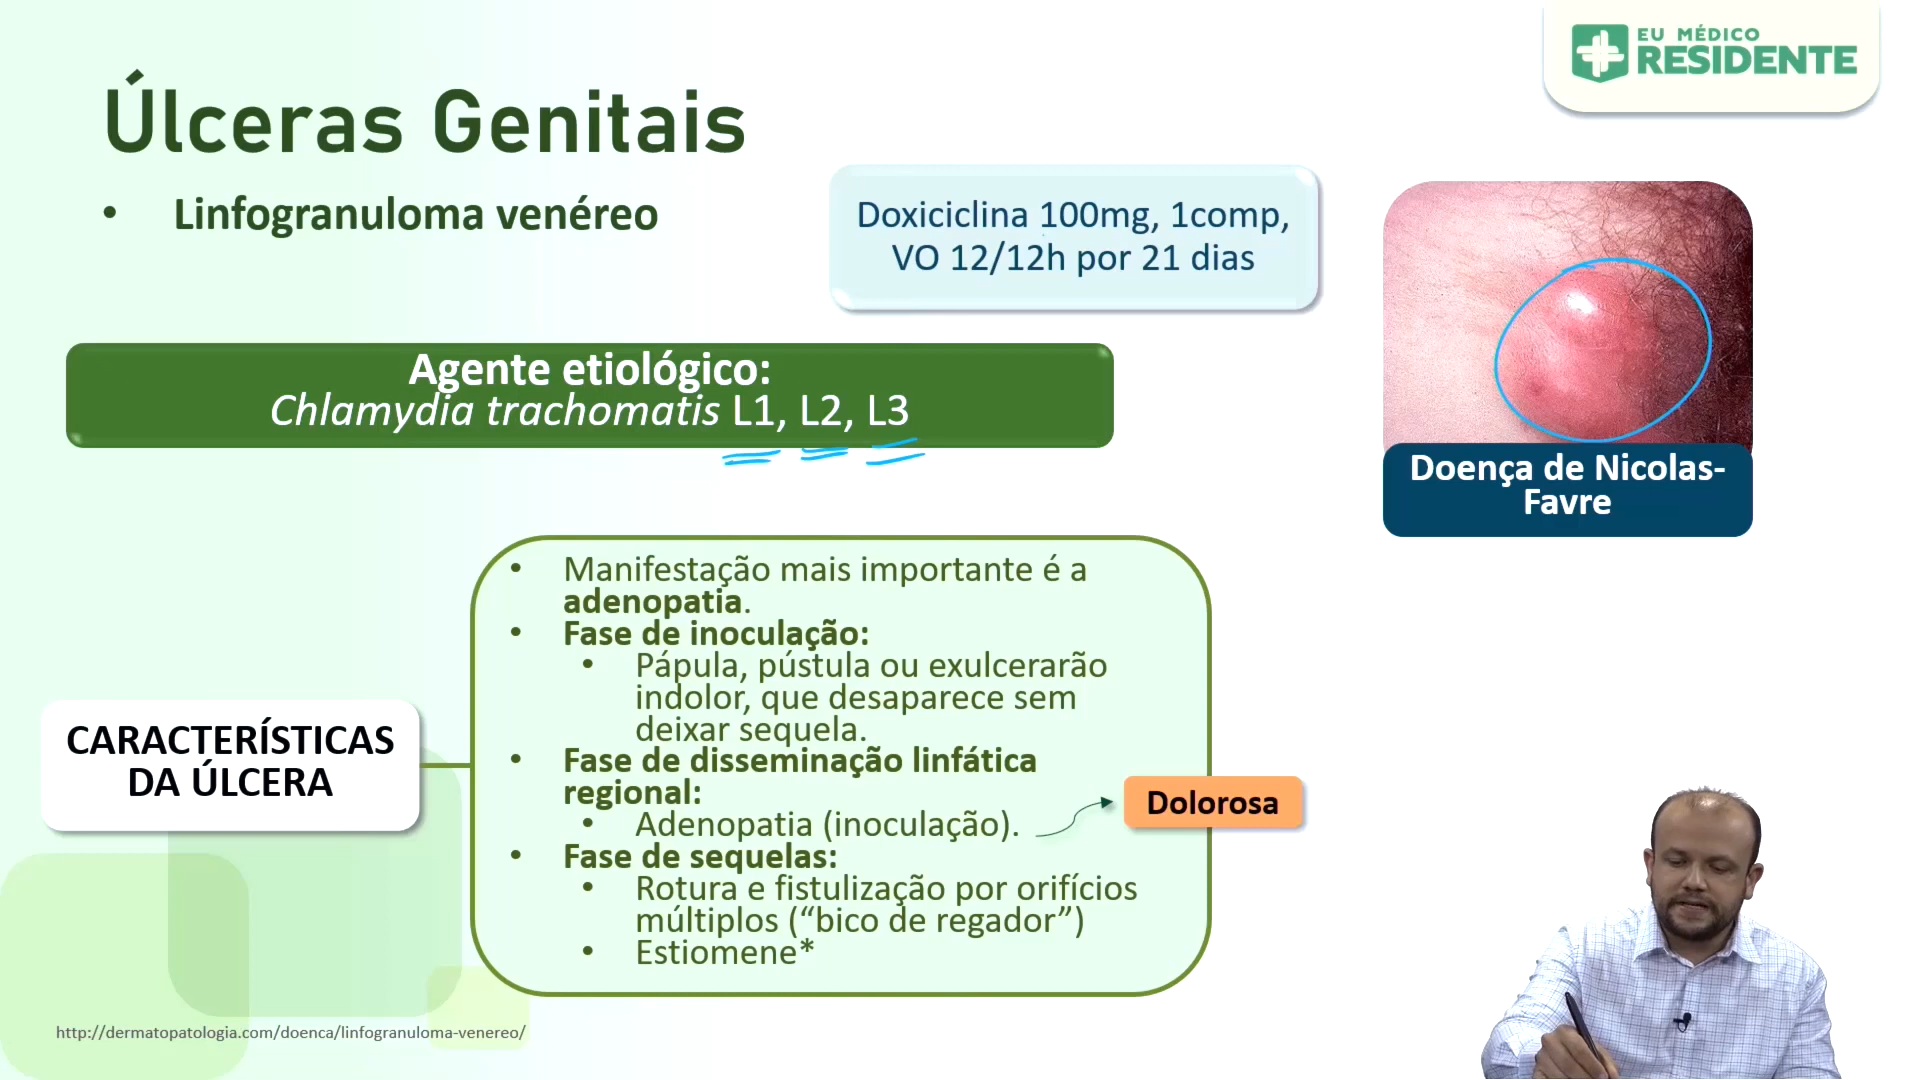 EU MÉDICO
RESIDENTE
Úlceras Genitais
• Linfogranuloma venéreo
Doxiciclina 100mg, 1comp,
VO 12/12h por 21 dias
Agente etiológico:
Chlamydia trachomatis L1, L2, L3
Doença de Nicolas-
Favre
CARACTERÍSTICAS
DA ÚLCERA
• Manifestação mais importante é a
adenopatia.
• Fase de inoculação:
• Pápula, pústula ou exulcerarão
indolor, que desaparece sem
deixar sequela.
• Fase de disseminação linfática
regional:
• Adenopatia (inoculação).
Dolorosa
• Fase de sequelas:
• Rotura e fistulização por orifícios
múltiplos (“bico de regador”)
• Estiomene*
http://dermatopatologia.com/doenca/linfogranuloma-venereo/